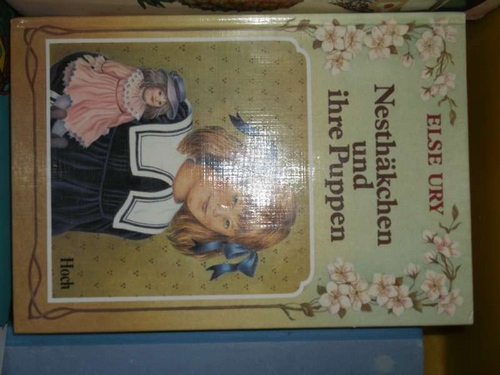 ELSE URY
Nesthäkchen
und
ihre Puppen
Hoch